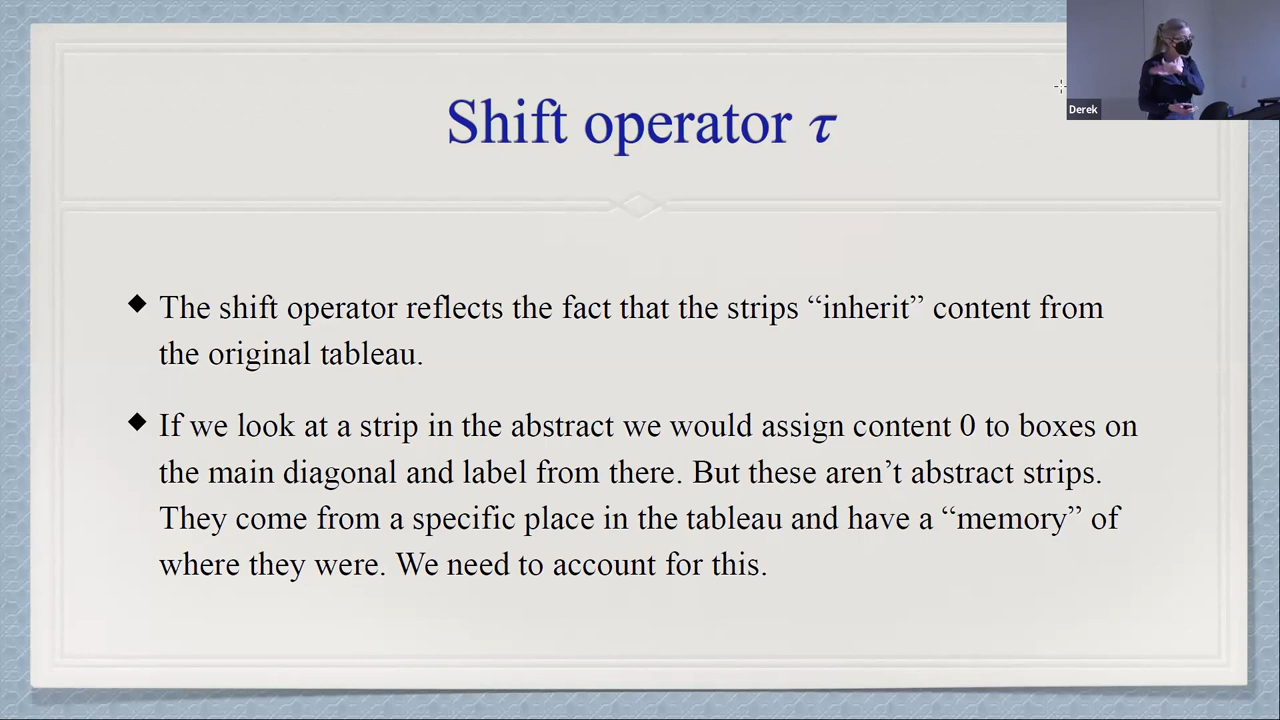 Derek
Shift operator τ
◆ The shift operator reflects the fact that the strips “inherit” content from
the original tableau.
◆ If we look at a strip in the abstract we would assign content 0 to boxes on
the main diagonal and label from there. But these aren’t abstract strips.
They come from a specific place in the tableau and have a “memory” of
where they were. We need to account for this.